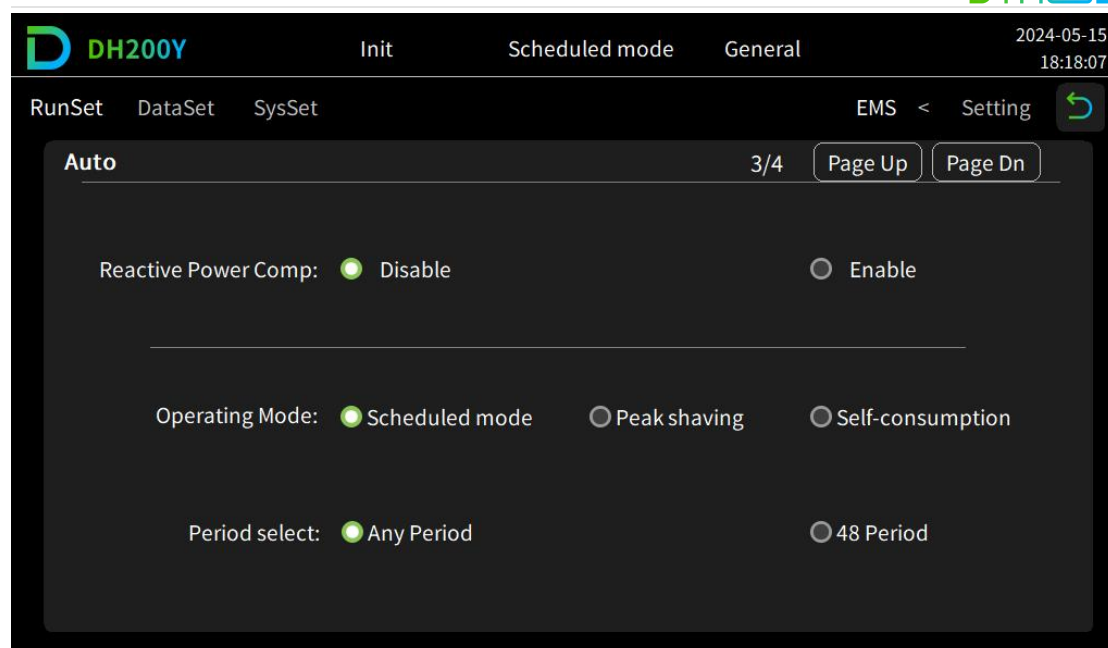 DH200Y Init Scheduled mode General 2024-05-15
18:18:07
RunSet DataSet SysSet EMS < Setting
Auto 3/4 Page Up Page Dn
Reactive Power Comp: Disable Enable
Operating Mode: Scheduled mode Peak shaving Self-consumption
Period select: Any Period 48 Period